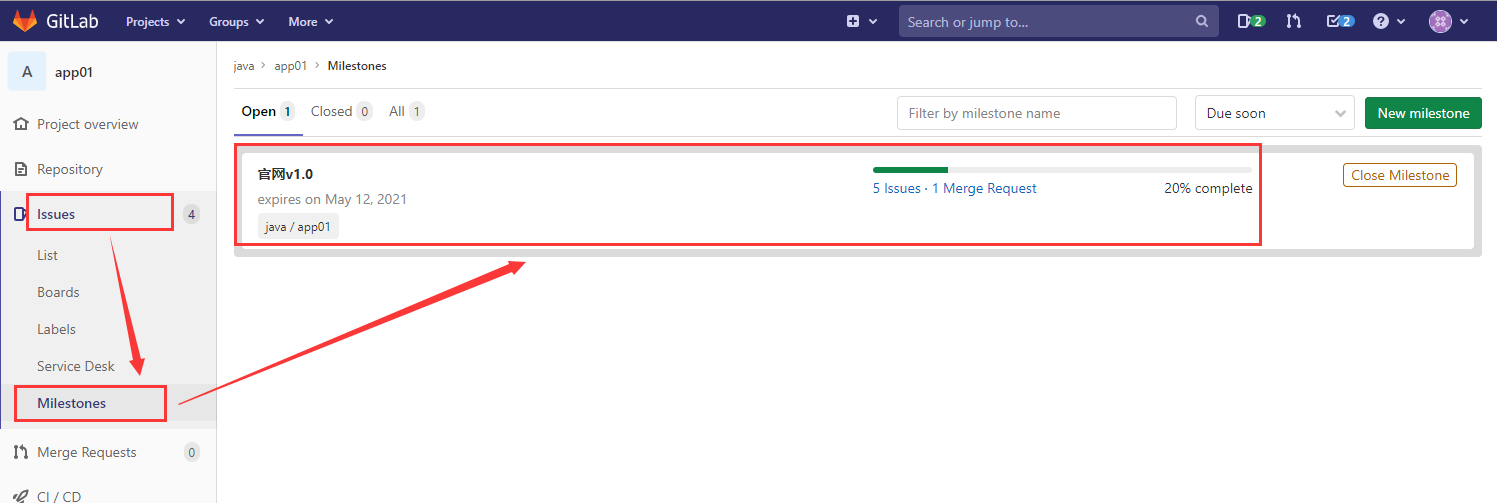 GitLab Projects Groups More Search or jump to... 2 2
A app01
Project overview
Repository
Issues 4
List
Boards
Labels
Service Desk
Milestones
Merge Requests 0
CI / CD
java > app01 > Milestones
Open 1 Closed 0 All 1 Filter by milestone name Due soon New milestone
官网v1.0
expires on May 12, 2021
java / app01
5 Issues · 1 Merge Request 20% complete
Close Milestone